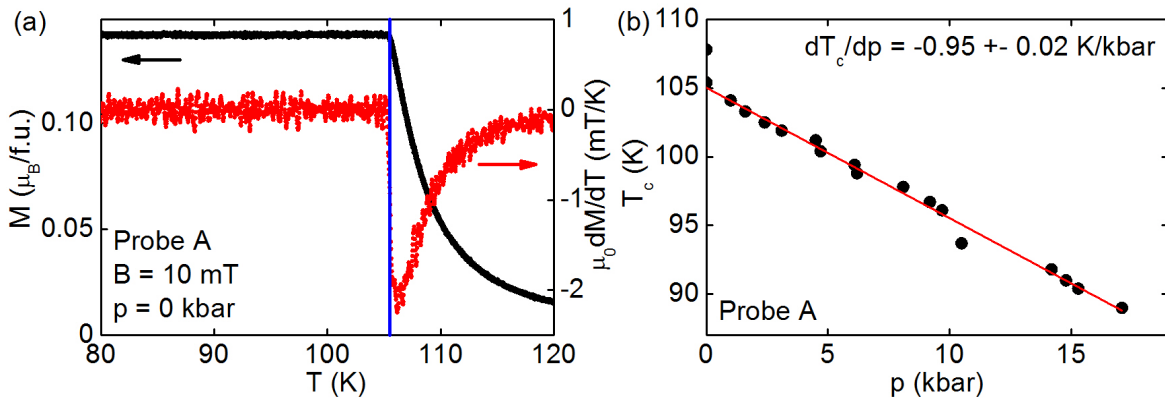 (a)
M (μB/f.u.)
0.10
0.05
0
1
0
-1
-2
μ0dM/dT (mT/K)
Probe A
B = 10 mT
p = 0 kbar
80
90
100
110
120
T (K)
(b)
dTc/dp = -0.95 +- 0.02 K/kbar
Tc (K)
110
105
100
95
90
Probe A
0
5
10
15
p (kbar)